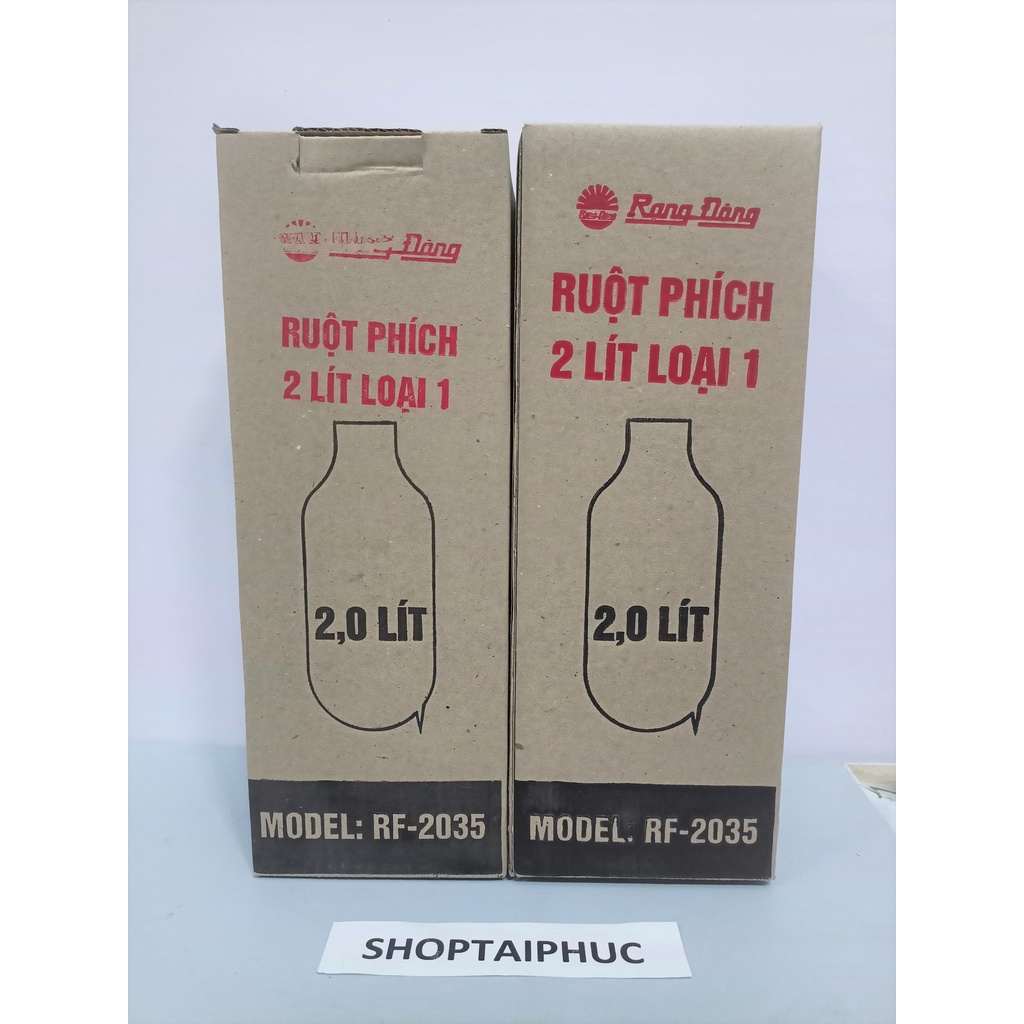 Đông
RUỘT PHÍCH
2 LÍT LOẠI 1
2,0 LÍT
MODEL: RF-2035
Rạng Đông
RUỘT PHÍCH
2 LÍT LOẠI 1
2,0 LÍT
MODEL: RF-2035
SHOPTAIPHUC